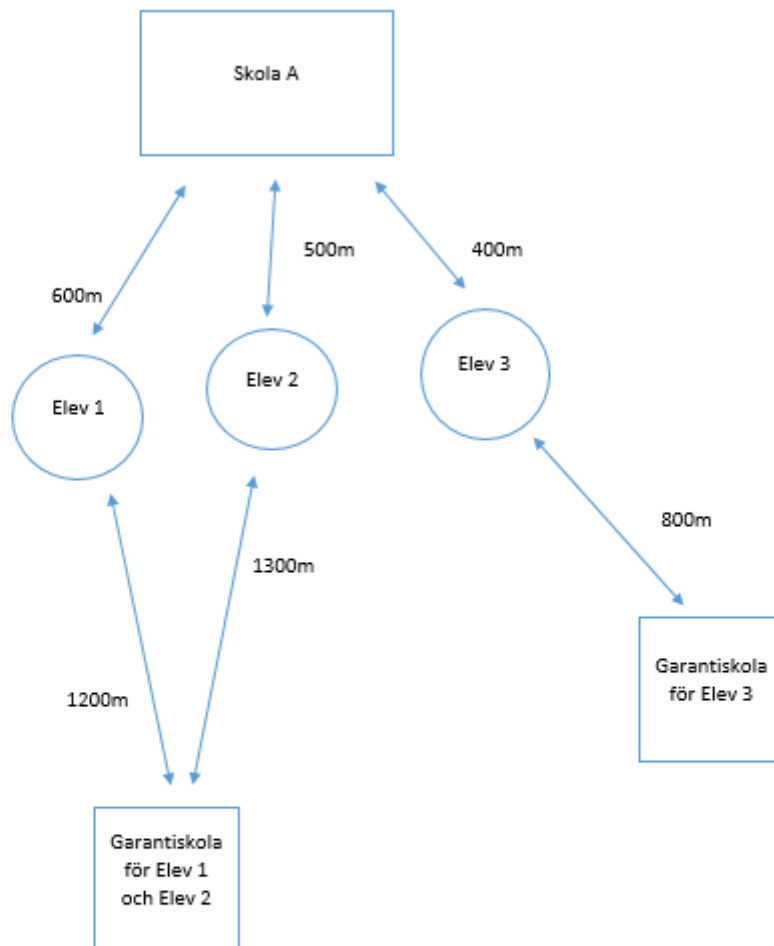 Skola A
500m
400m
600m
Elev 1
Elev 2
Elev 3
800m
1300m
1200m
Garantiskola
för Elev 3
Garantiskola
för Elev 1
och Elev 2